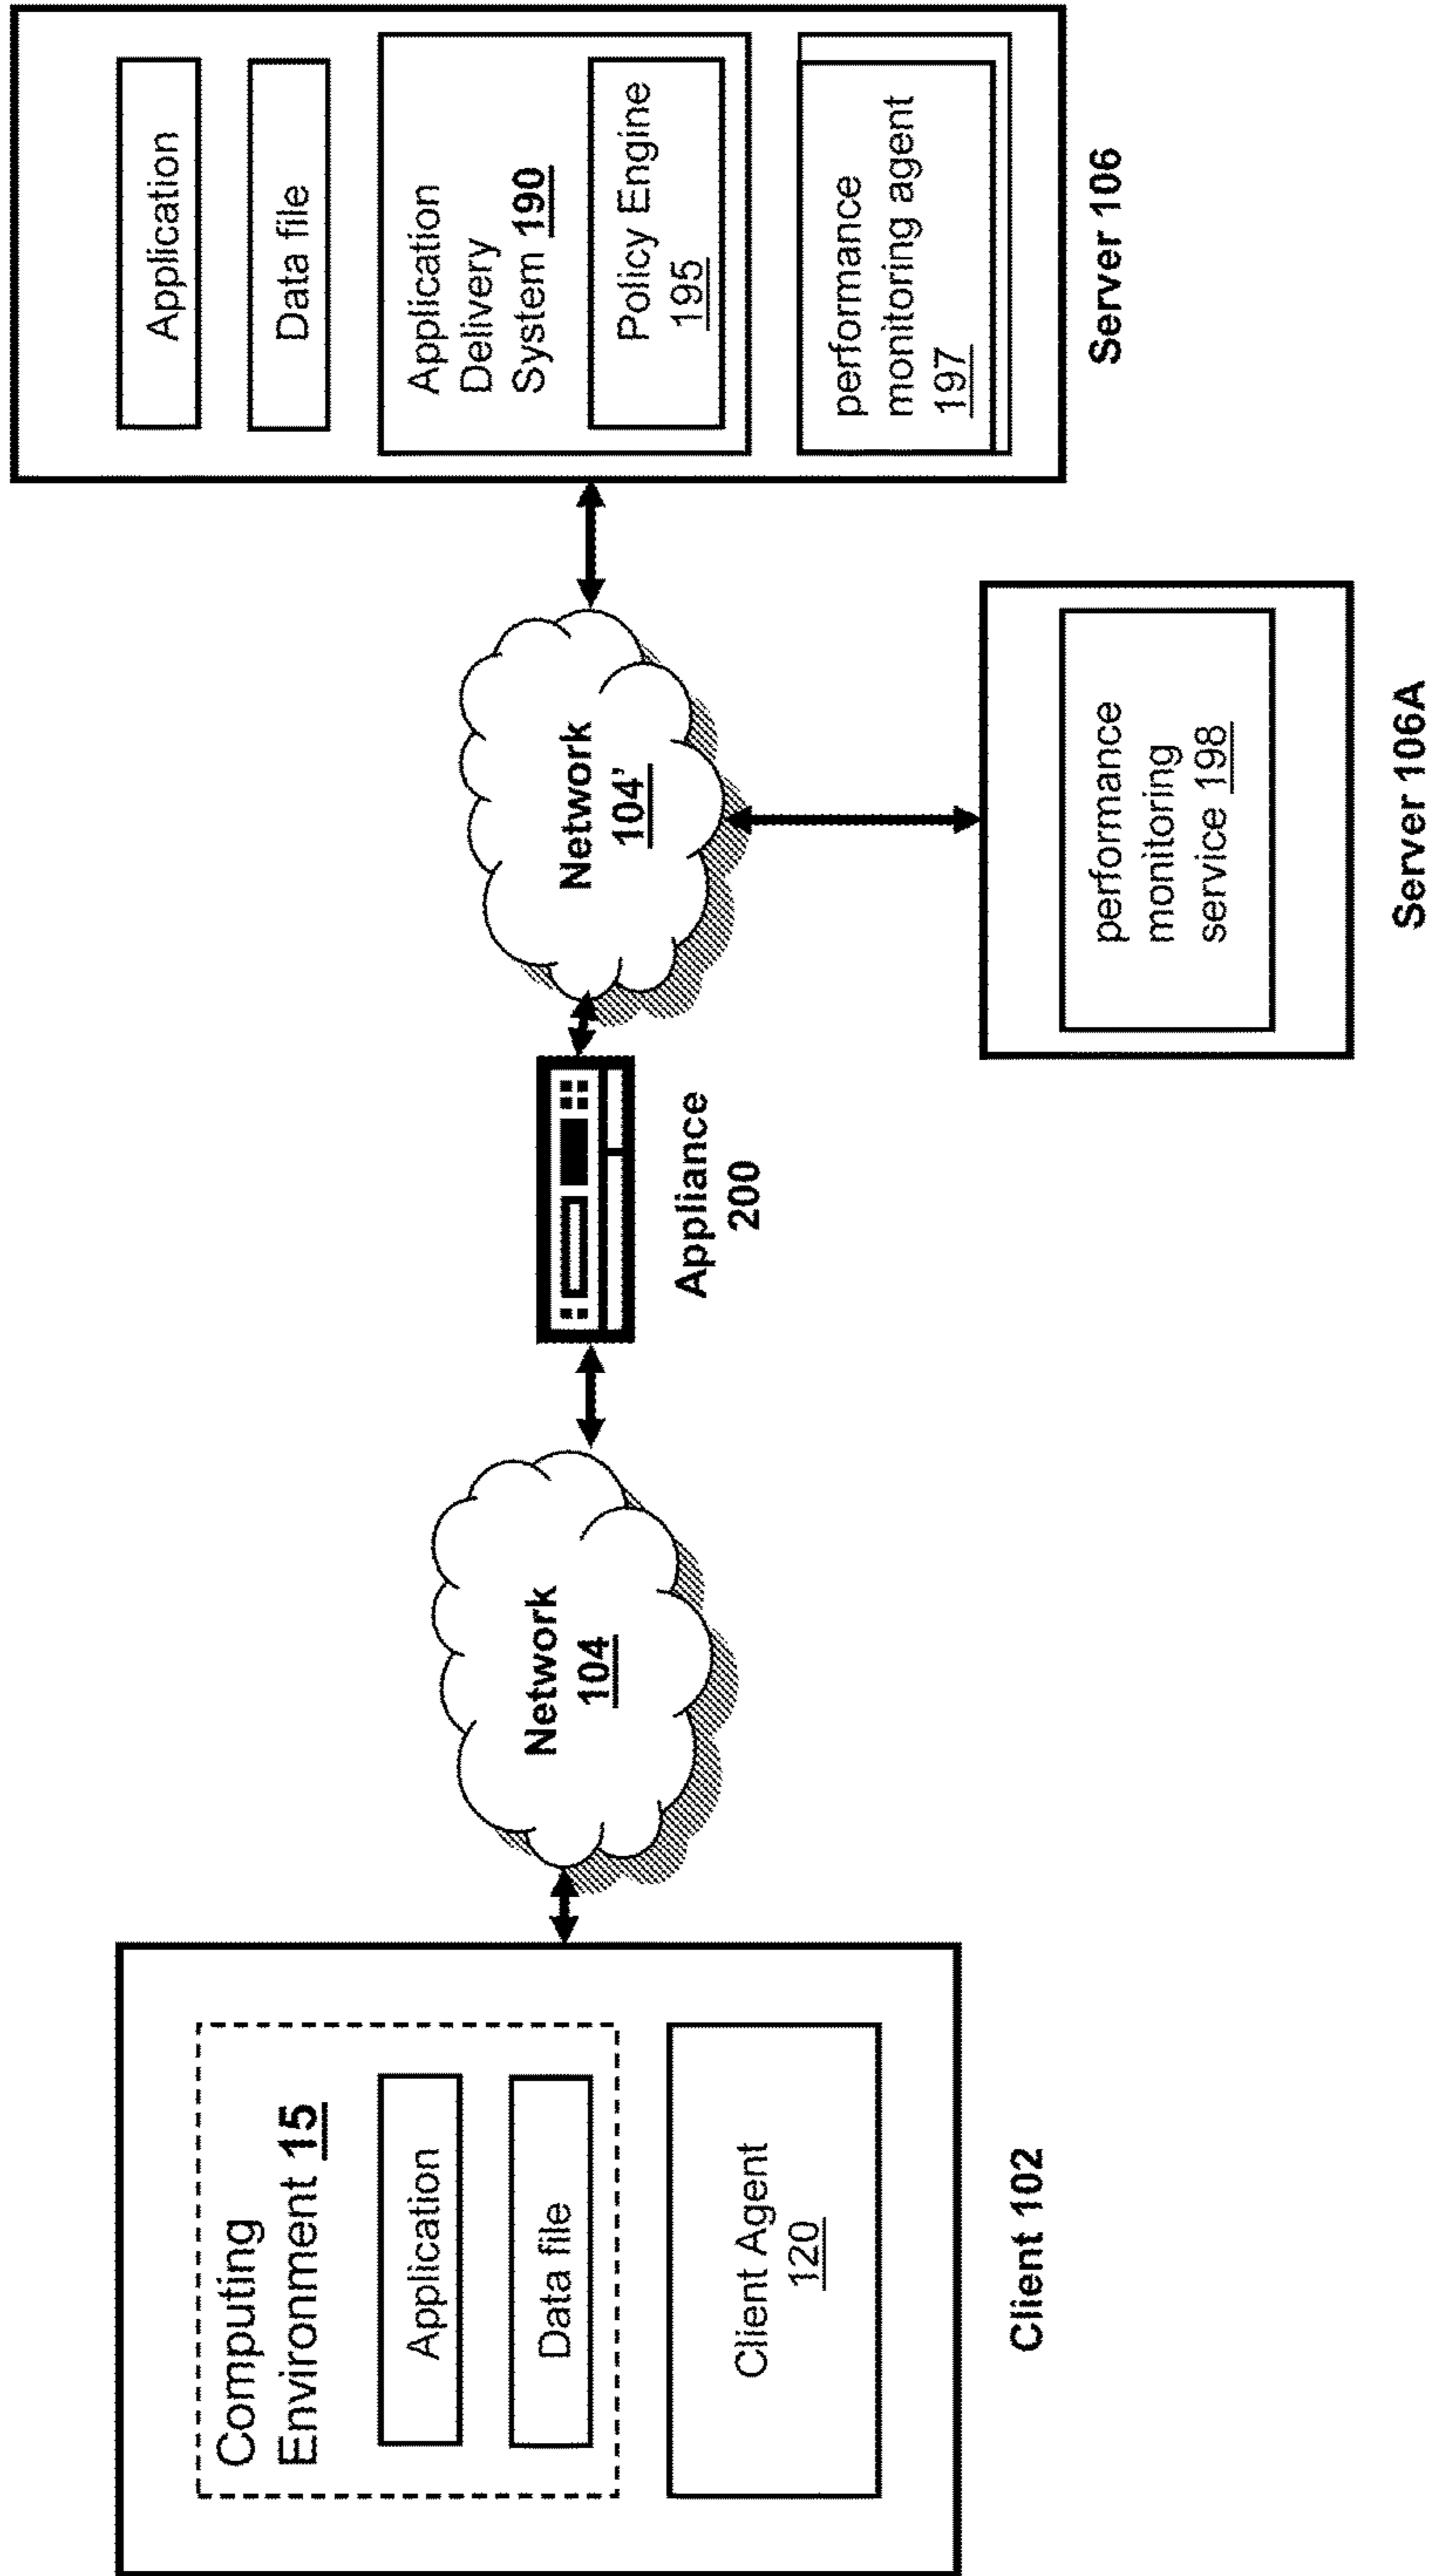 Computing
Environment 15
Application
Data file
Client Agent
120
Client 102
Network
104
Appliance
200
Network
104'
performance
monitoring
service 198
Server 106A
Application
Data file
Application
Delivery
System 190
Policy Engine
195
performance
monitoring agent
197
Server 106